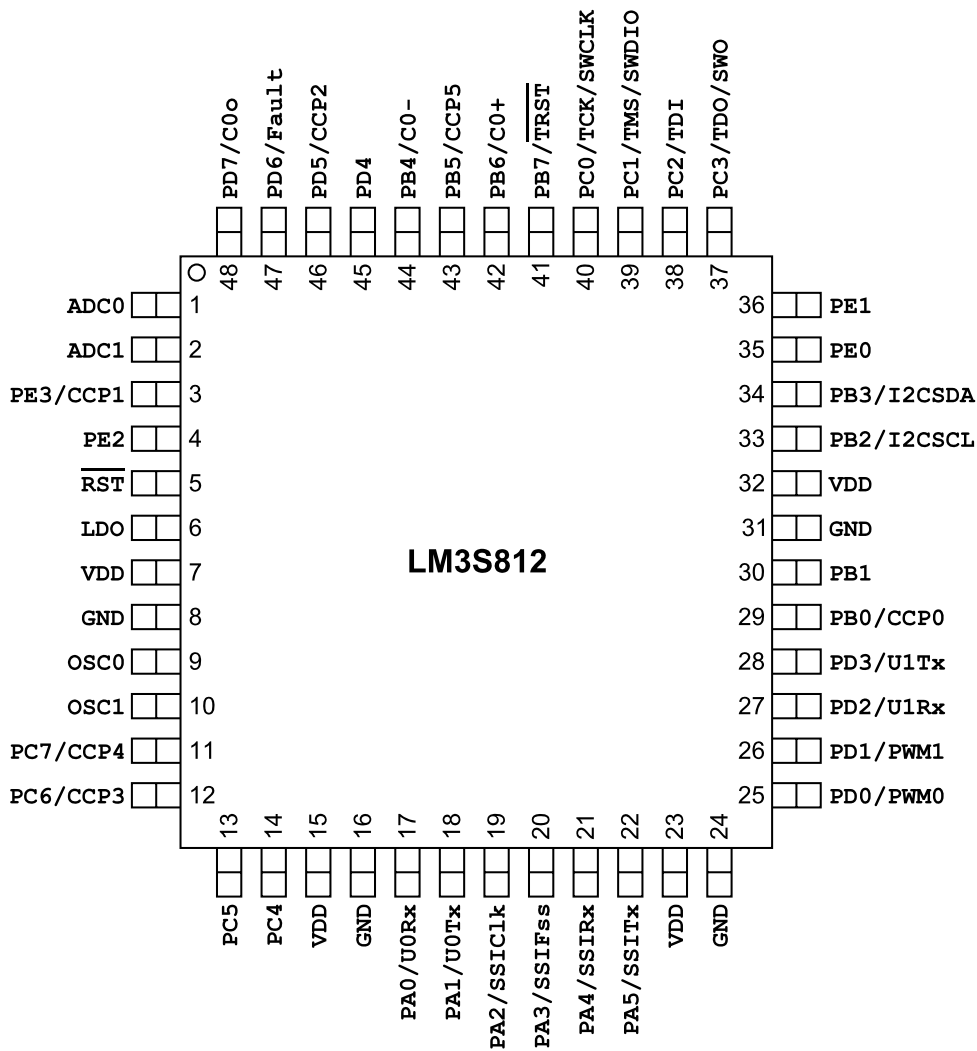 PD7/C0o
PD6/Fault
PD5/CCP2
PD4
PB4/C0-
PB5/CCP5
PB6/C0+
PB7/TRST
PC0/TCK/SWCLK
PC1/TMS/SWDIO
PC2/TDI
PC3/TDO/SWO
48 47 46 45 44 43 42 41 40 39 38 37
ADC0 1
ADC1 2
PE3/CCP1 3
PE2 4
RST 5
LDO 6
VDD 7
GND 8
OSC0 9
OSC1 10
PC7/CCP4 11
PC6/CCP3 12
LM3S812
36 PE1
35 PE0
34 PB3/I2CSDA
33 PB2/I2CSCL
32 VDD
31 GND
30 PB1
29 PB0/CCP0
28 PD3/U1Tx
27 PD2/U1Rx
26 PD1/PWM1
25 PD0/PWM0
13 14 15 16 17 18 19 20 21 22 23 24
PC5
PC4
VDD
GND
PA0/U0Rx
PA1/U0Tx
PA2/SSIClk
PA3/SSIFss
PA4/SSIRx
PA5/SSITx
VDD
GND